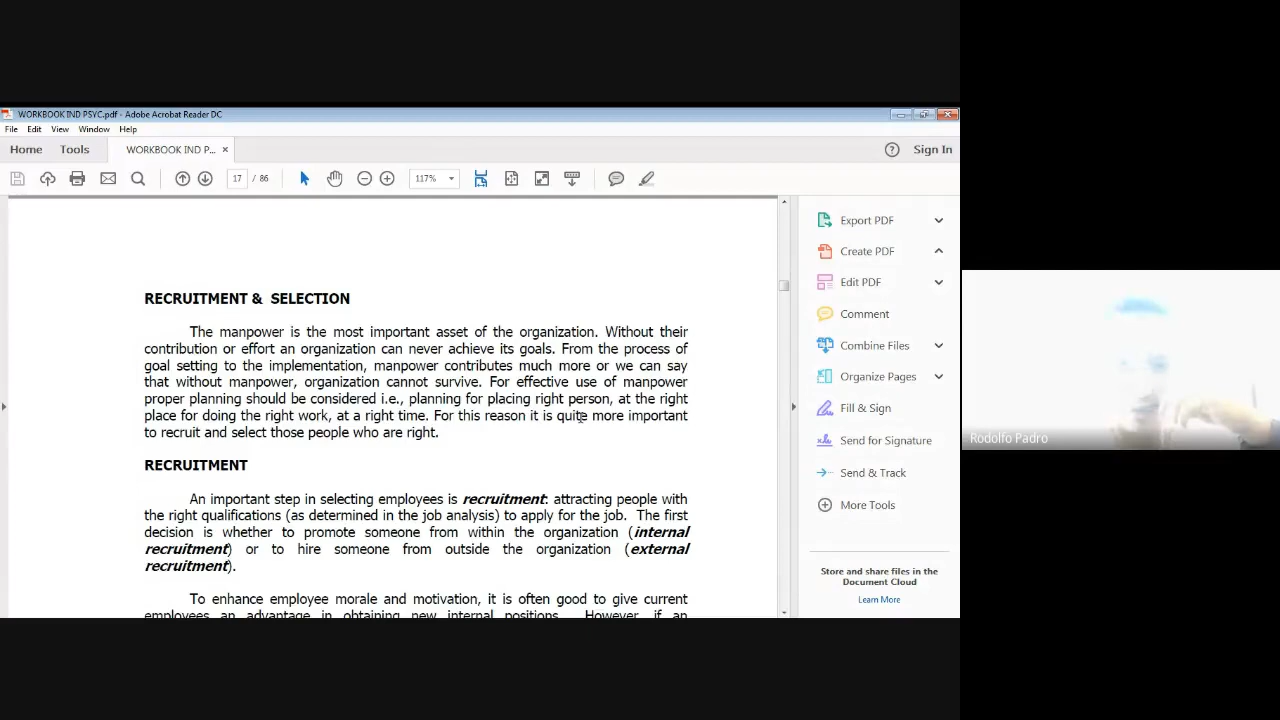 WORKBOOK IND PSYC.pdf - Adobe Acrobat Reader DC
File Edit View Window Help
Home Tools WORKBOOK IND P... × Sign In
17 / 86 117%
RECRUITMENT & SELECTION
The manpower is the most important asset of the organization. Without their
contribution or effort an organization can never achieve its goals. From the process of
goal setting to the implementation, manpower contributes much more or we can say
that without manpower, organization cannot survive. For effective use of manpower
proper planning should be considered i.e., planning for placing right person, at the right
place for doing the right work, at a right time. For this reason it is quite more important
to recruit and select those people who are right.
RECRUITMENT
An important step in selecting employees is recruitment: attracting people with
the right qualifications (as determined in the job analysis) to apply for the job. The first
decision is whether to promote someone from within the organization (internal
recruitment) or to hire someone from outside the organization (external
recruitment).
To enhance employee morale and motivation, it is often good to give current
employees an advantage in obtaining new internal positions. However, if an
Export PDF
Create PDF
Edit PDF
Comment
Combine Files
Organize Pages
Fill & Sign
Send for Signature
Send & Track
More Tools
Store and share files in the
Document Cloud
Learn More
Rodolfo Padro